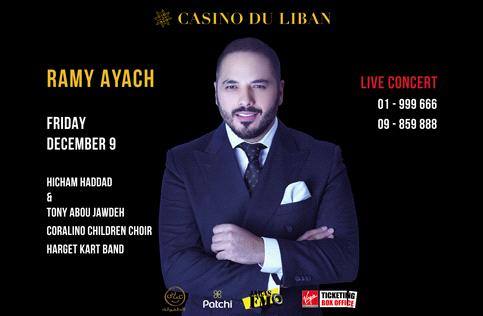 CASINO DU LIBAN
RAMY AYACH
LIVE CONCERT
01 - 999 666
09 - 859 888
FRIDAY
DECEMBER 9
HICHAM HADDAD
&
TONY ABOU JAWDEH
CORALINO CHILDREN CHOIR
HARGET KART BAND
Patchi
Virgin
TICKETING
BOX OFFICE